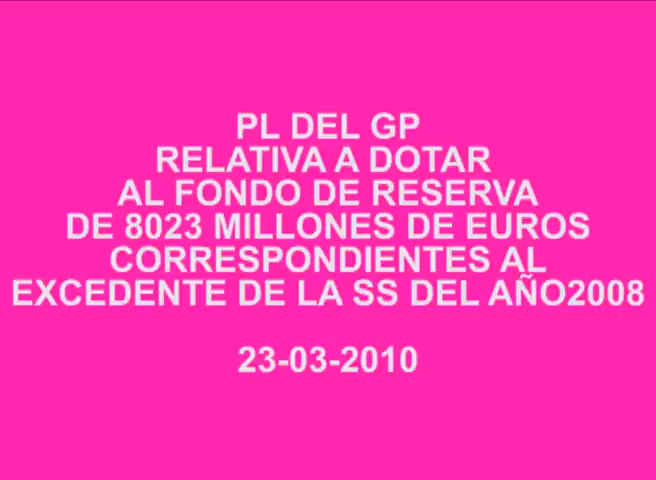 PL DEL GP
RELATIVA A DOTAR
AL FONDO DE RESERVA
DE 8023 MILLONES DE EUROS
CORRESPONDIENTES AL
EXCEDENTE DE LA SS DEL AÑO2008
23-03-2010